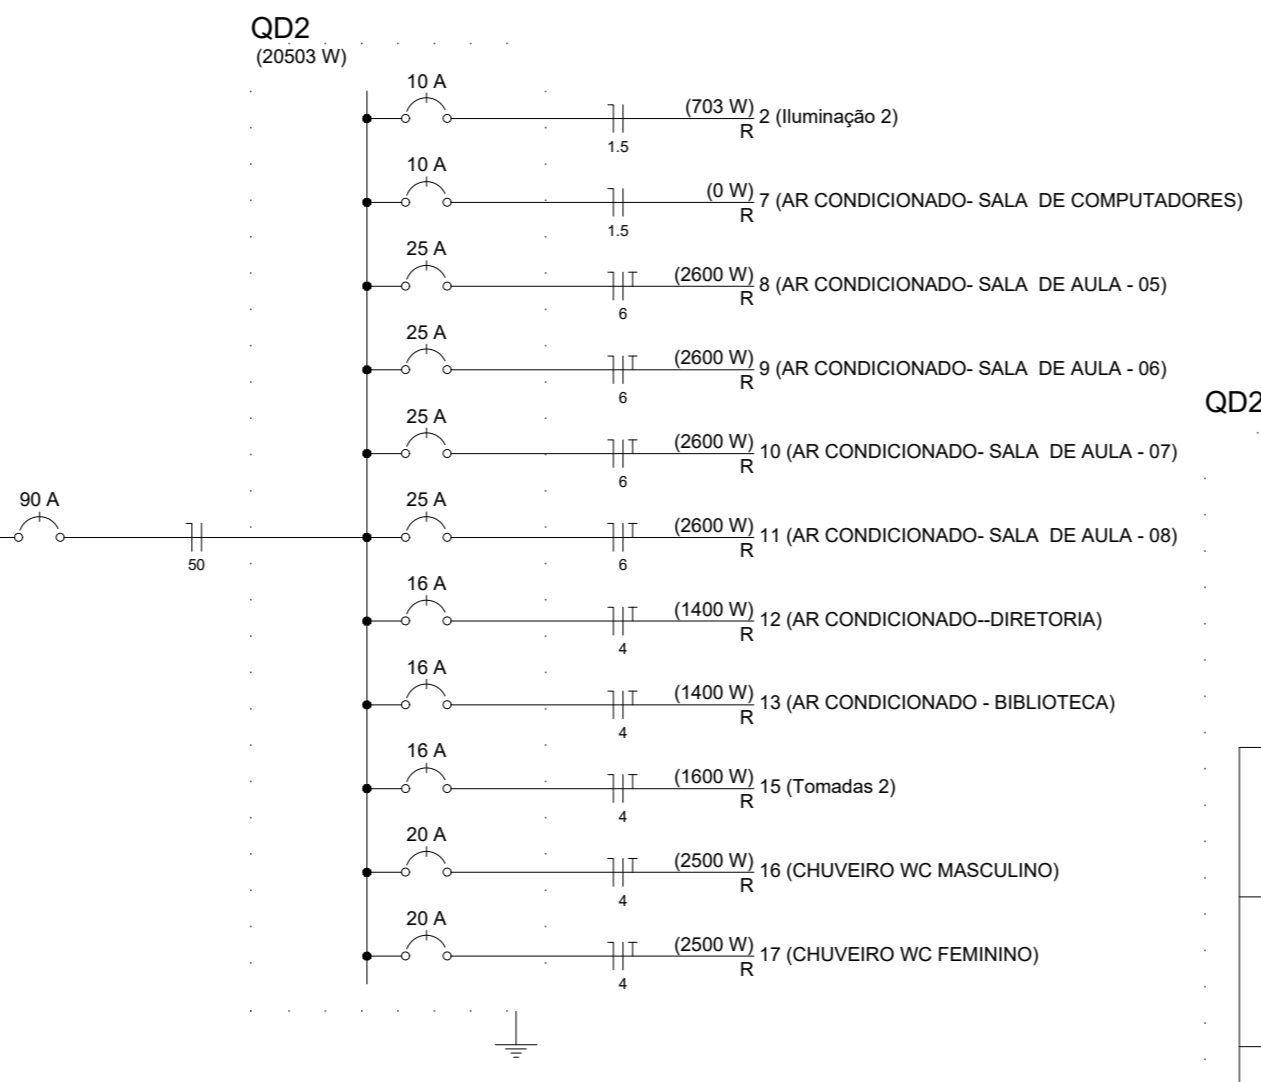 QD2
(20503 W)
10 A
(703 W)
R
2 (Iluminação 2)
1.5
10 A
(0 W)
R
7 (AR CONDICIONADO- SALA  DE COMPUTADORES)
1.5
25 A
(2600 W)
R
8 (AR CONDICIONADO- SALA  DE AULA - 05)
6
25 A
(2600 W)
R
9 (AR CONDICIONADO- SALA  DE AULA - 06)
6
QD2
25 A
(2600 W)
R
10 (AR CONDICIONADO- SALA  DE AULA - 07)
6
90 A
50
25 A
(2600 W)
R
11 (AR CONDICIONADO- SALA  DE AULA - 08)
6
16 A
(1400 W)
R
12 (AR CONDICIONADO--DIRETORIA)
4
16 A
(1400 W)
R
13 (AR CONDICIONADO - BIBLIOTECA)
4
16 A
(1600 W)
R
15 (Tomadas 2)
4
20 A
(2500 W)
R
16 (CHUVEIRO WC MASCULINO)
4
20 A
(2500 W)
R
17 (CHUVEIRO WC FEMININO)
4